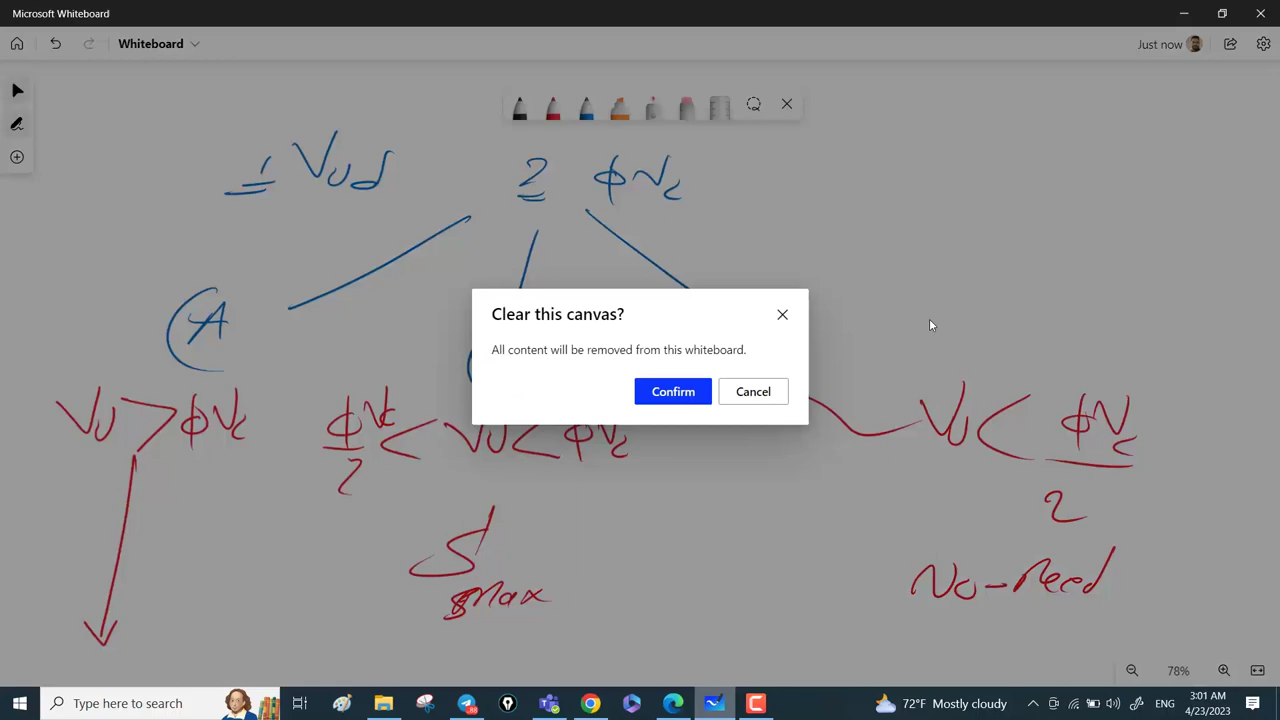 Microsoft Whiteboard
Whiteboard
Just now
1 Vud 2 ϕVc
A
Vu > ϕVc
ϕVc/2 < Vu < ϕVc
Vu < ϕVc/2
Smax
No-need
Clear this canvas?
All content will be removed from this whiteboard.
Confirm Cancel
78%
Type here to search
72°F Mostly cloudy
ENG
3:01 AM
4/23/2023